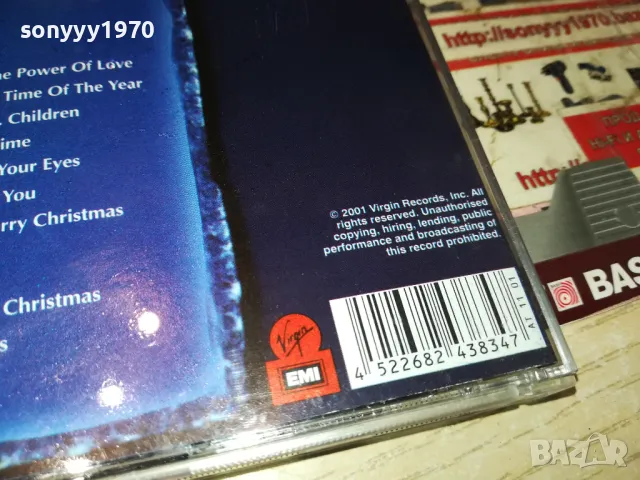 sonyyy1970
http://sonyyy1970.baz
he Power Of Love
Time Of The Year
. Children
ime
Your Eyes
You
erry Christmas
Christmas
s
© 2001 Virgin Records, Inc. All
rights reserved. Unauthorised
copying, hiring, lending, public
performance and broadcasting of
this record prohibited.
Virgin
EMI
4 522682 438347
AT 11 01
http://
BAS
BAZAR